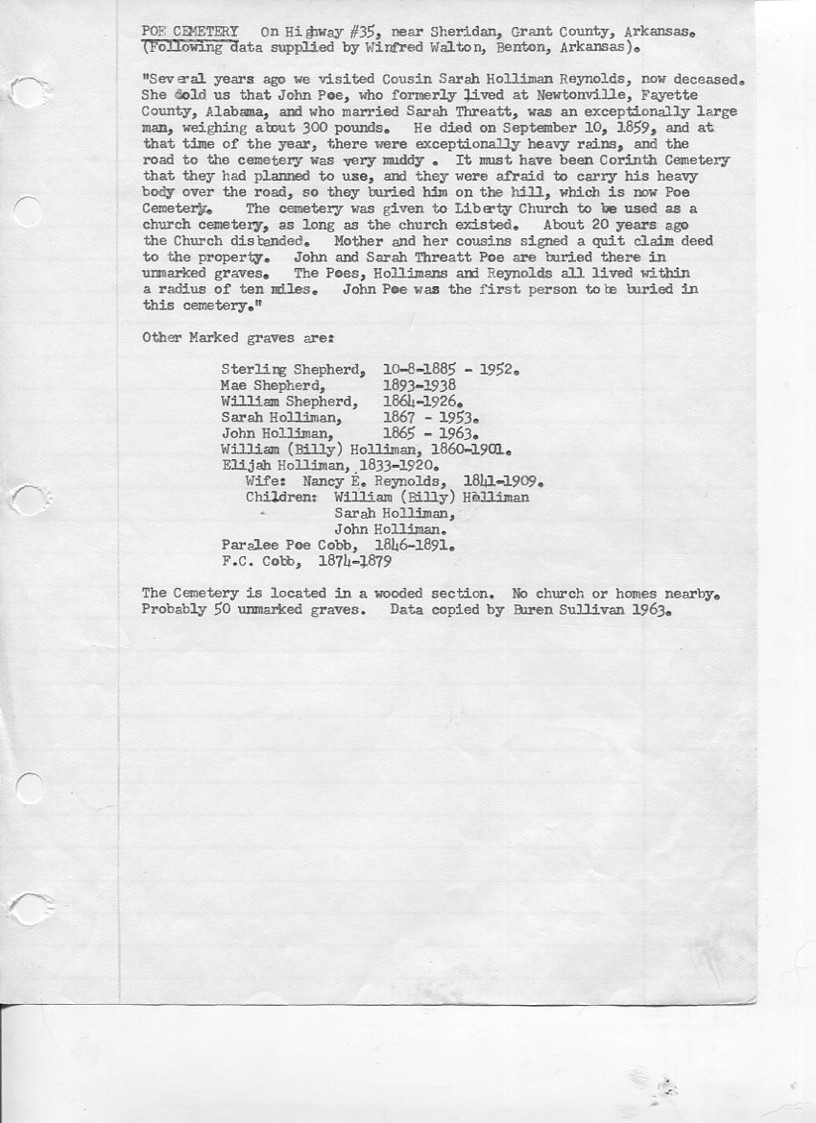 POE CEMETERY On Highway #35, near Sheridan, Grant County, Arkansas.
(Following data supplied by Winfred Walton, Benton, Arkansas).
"Several years ago we visited Cousin Sarah Holliman Reynolds, now deceased.
She told us that John Poe, who formerly lived at Newtonville, Fayette
County, Alabama, and who married Sarah Threatt, was an exceptionally large
man, weighing about 300 pounds. He died on September 10, 1859, and at
that time of the year, there were exceptionally heavy rains, and the
road to the cemetery was very muddy . It must have been Corinth Cemetery
that they had planned to use, and they were afraid to carry his heavy
body over the road, so they buried him on the hill, which is now Poe
Cemetery. The cemetery was given to Liberty Church to be used as a
church cemetery, as long as the church existed. About 20 years ago
the Church disbanded. Mother and her cousins signed a quit claim deed
to the property. John and Sarah Threatt Poe are buried there in
unmarked graves. The Poes, Hollimans and Reynolds all lived within
a radius of ten miles. John Poe was the first person to be buried in
this cemetery."
Other Marked graves are:
Sterling Shepherd, 10-8-1885 - 1952.
Mae Shepherd, 1893-1938
William Shepherd, 1864-1926.
Sarah Holliman, 1867 - 1953.
John Holliman, 1865 - 1963.
William (Billy) Holliman, 1860-1901.
Elijah Holliman, 1833-1920.
Wife: Nancy E. Reynolds, 1841-1909.
Children: William (Billy) Holliman
Sarah Holliman,
John Holliman.
Paralee Poe Cobb, 1846-1891.
F.C. Cobb, 1874-1879
The Cemetery is located in a wooded section. No church or homes nearby.
Probably 50 unmarked graves. Data copied by Buren Sullivan 1963.